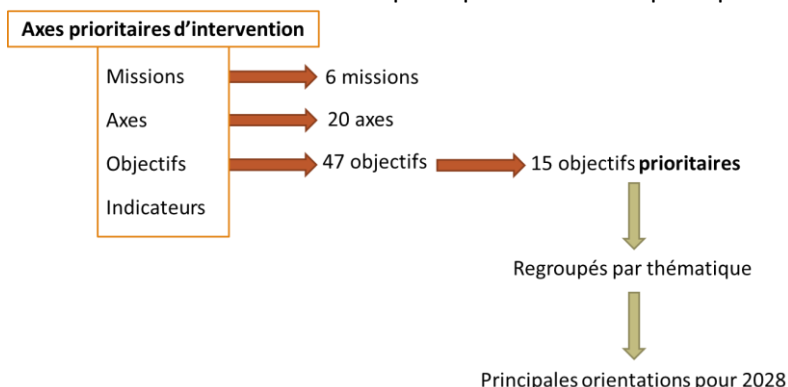 Axes prioritaires d’intervention
Missions
6 missions
Axes
20 axes
Objectifs
47 objectifs
15 objectifs prioritaires
Indicateurs
Regroupés par thématique
Principales orientations pour 2028